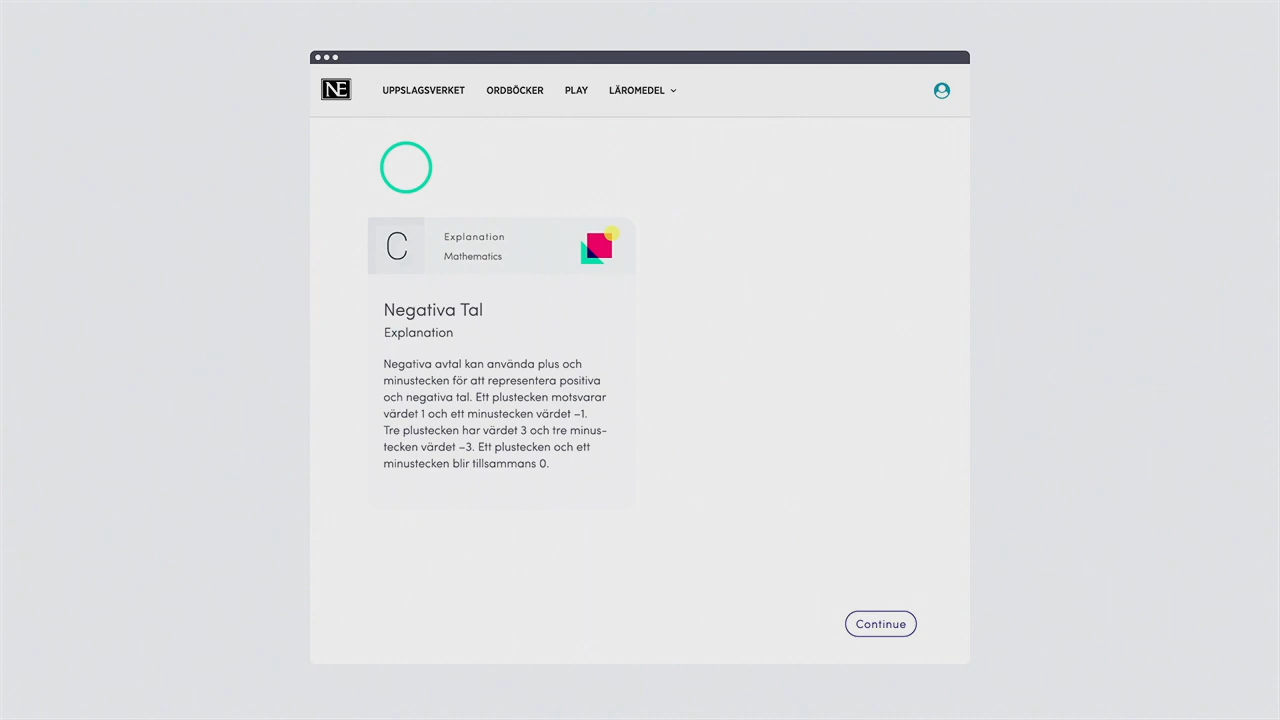 NE
UPPSLAGSVERKET ORDBÖCKER PLAY LÄROMEDEL
C
Explanation
Mathematics
Negativa Tal
Explanation
Negativa avtal kan använda plus och
minustecken för att representera positiva
och negativa tal. Ett plustecken motsvarar
värdet 1 och ett minustecken värdet –1.
Tre plustecken har värdet 3 och tre minus-
tecken värdet –3. Ett plustecken och ett
minustecken blir tillsammans 0.
Continue